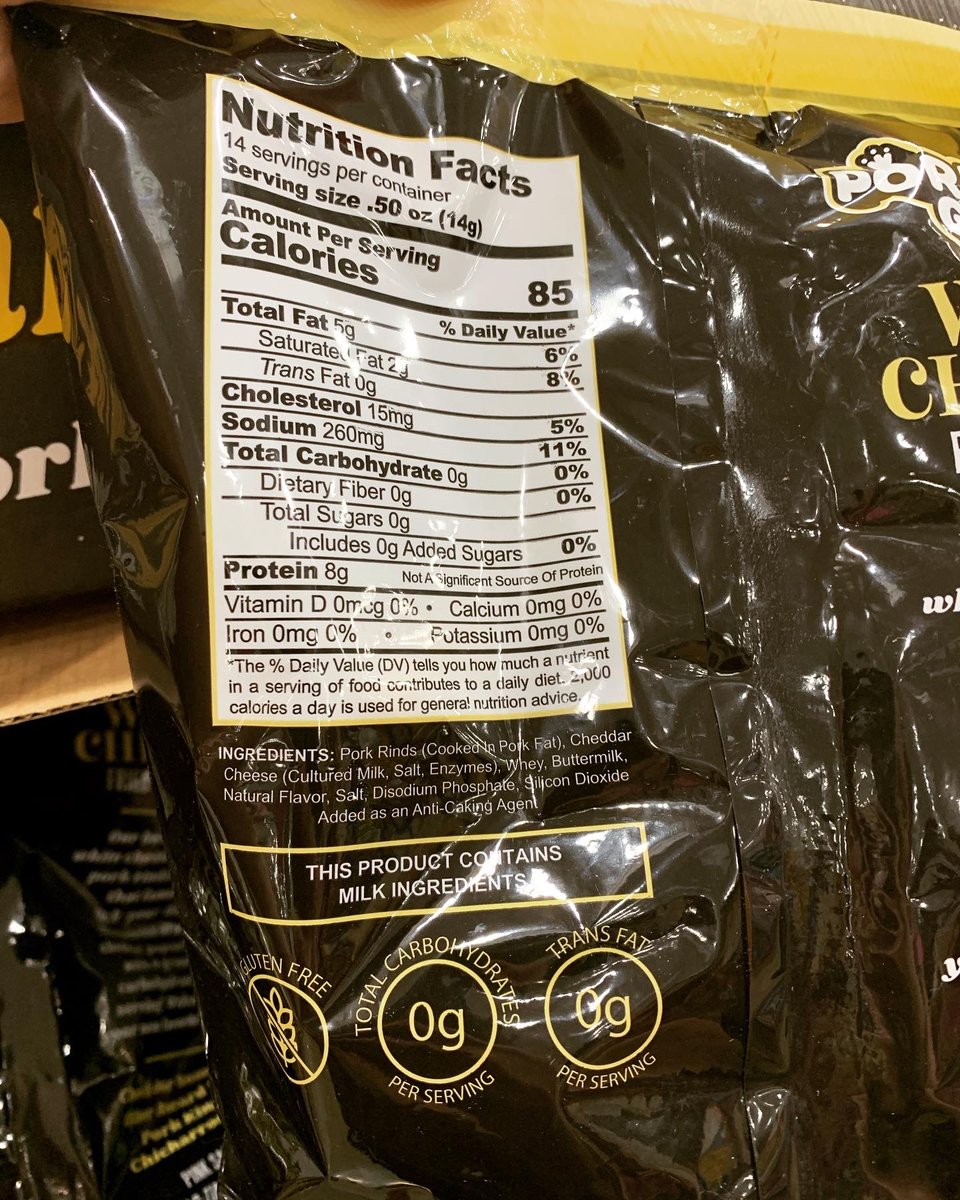 Nutrition Facts
14 servings per container
Serving size .50 oz (14g)
Amount Per Serving
Calories 85
% Daily Value*
Total Fat 5g 6%
Saturated Fat 2g 8%
Trans Fat 0g
Cholesterol 15mg 5%
Sodium 260mg 11%
Total Carbohydrate 0g 0%
Dietary Fiber 0g 0%
Total Sugars 0g
Includes 0g Added Sugars 0%
Protein 8g Not A Significant Source Of Protein
Vitamin D 0mcg 0% • Calcium 0mg 0%
Iron 0mg 0% • Potassium 0mg 0%
*The % Daily Value (DV) tells you how much a nutrient
in a serving of food contributes to a daily diet. 2,000
calories a day is used for general nutrition advice.
INGREDIENTS: Pork Rinds (Cooked In Pork Fat), Cheddar
Cheese (Cultured Milk, Salt, Enzymes), Whey, Buttermilk,
Natural Flavor, Salt, Disodium Phosphate, Silicon Dioxide
Added as an Anti-Caking Agent
THIS PRODUCT CONTAINS
MILK INGREDIENTS
GLUTEN FREE
TOTAL CARBOHYDRATES
0g
PER SERVING
TRANS FAT
0g
PER SERVING
white
pork
Pork
Chicharron